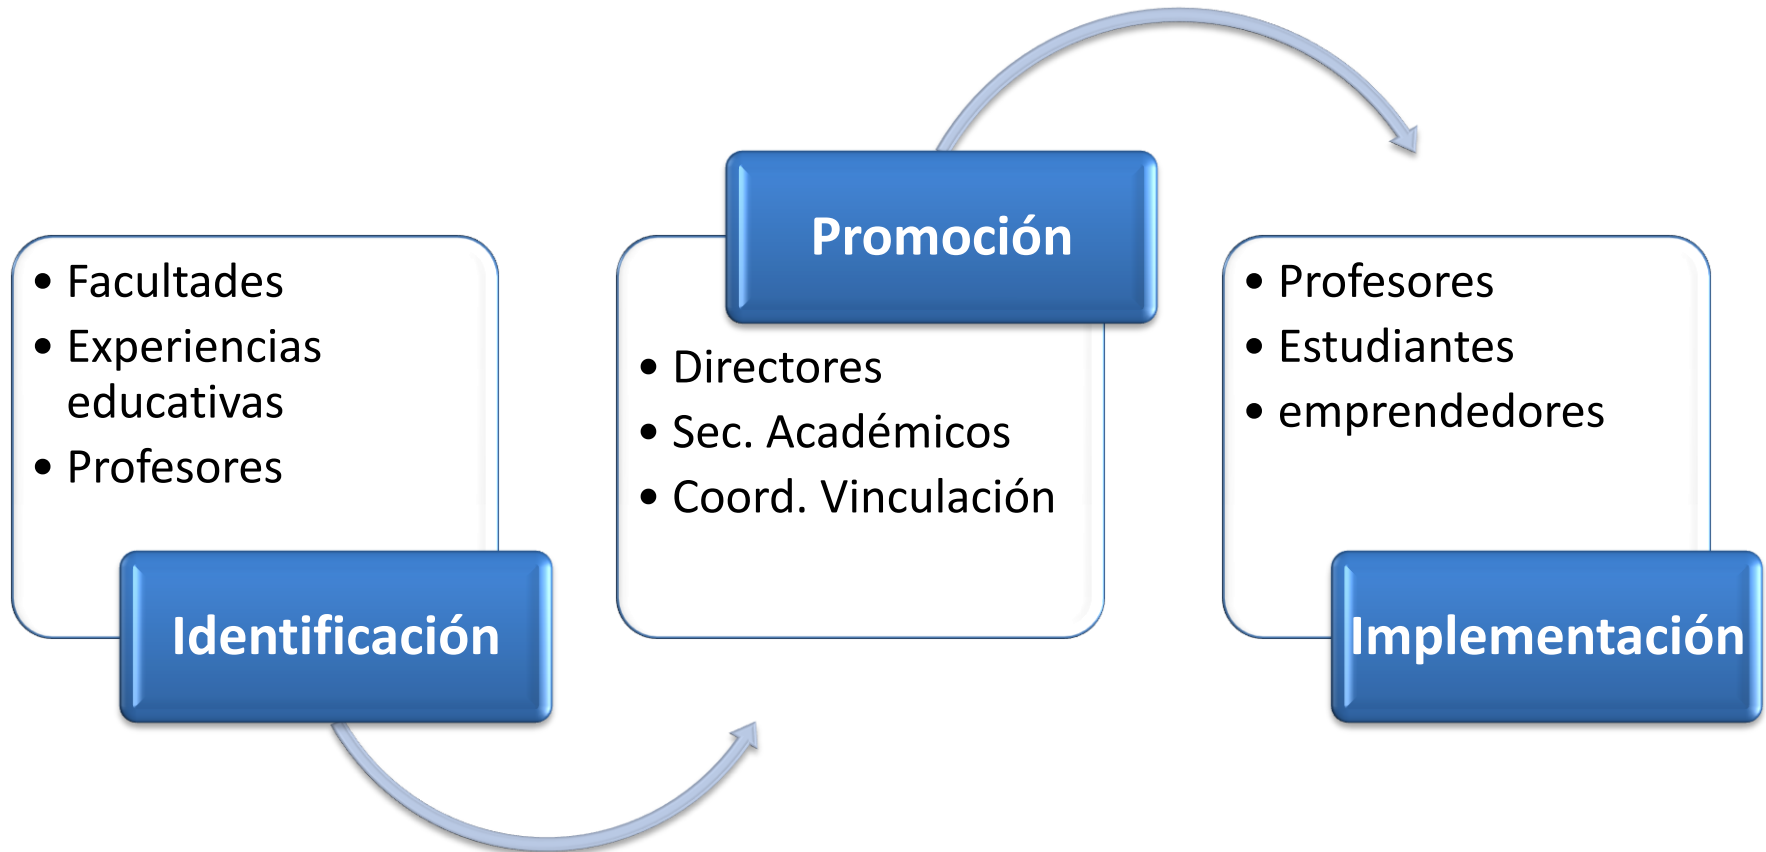 • Facultades
• Experiencias
educativas
• Profesores
Identificación
Promoción
• Directores
• Sec. Académicos
• Coord. Vinculación
• Profesores
• Estudiantes
• emprendedores
Implementación